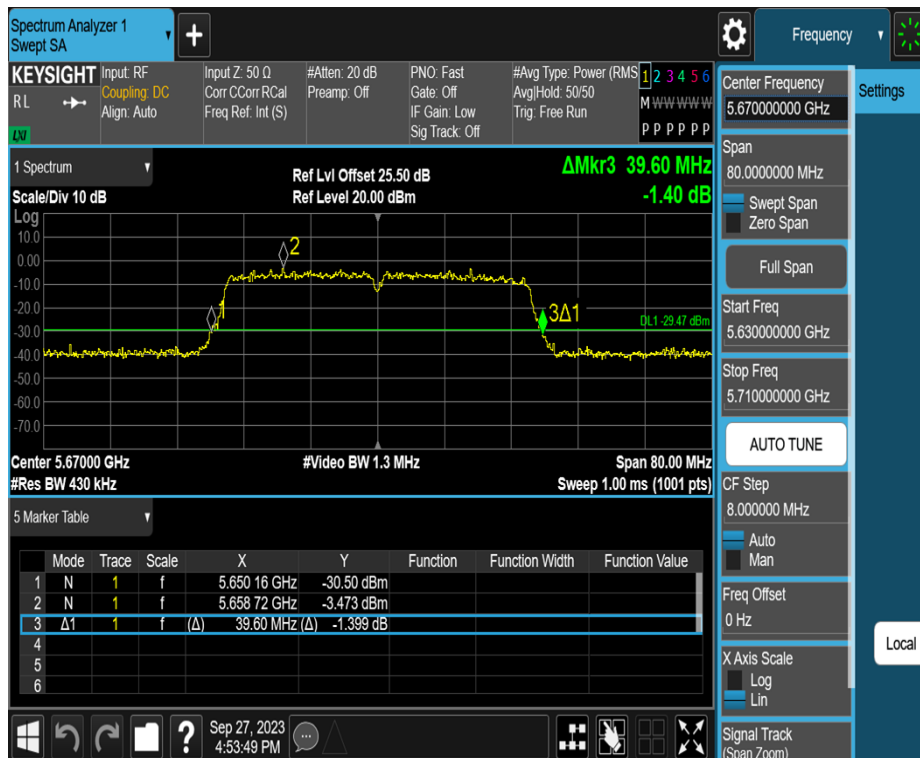 Spectrum Analyzer 1
Swept SA
+
Frequency
KEYSIGHT
RL
LXI
Input: RF
Coupling: DC
Align: Auto
Input Z: 50 Ω
Corr CCorr RCal
Freq Ref: Int (S)
#Atten: 20 dB
Preamp: Off
PNO: Fast
Gate: Off
IF Gain: Low
Sig Track: Off
#Avg Type: Power (RMS
Avg|Hold: 50/50
Trig: Free Run
1 2 3 4 5 6
M W W W W W
P P P P P P
Center Frequency
5.670000000 GHz
Settings
Span
80.0000000 MHz
Swept Span
Zero Span
Full Span
Start Freq
5.630000000 GHz
Stop Freq
5.710000000 GHz
AUTO TUNE
CF Step
8.000000 MHz
Auto
Man
Freq Offset
0 Hz
Local
X Axis Scale
Log
Lin
Signal Track
(Span Zoom)
1 Spectrum
Scale/Div 10 dB
Ref Lvl Offset 25.50 dB
Ref Level 20.00 dBm
ΔMkr3 39.60 MHz
-1.40 dB
Log
10.0
0.00
-10.0
-20.0
-30.0
-40.0
-50.0
-60.0
-70.0
2
1
3Δ1
DL1 -29.47 dBm
Center 5.67000 GHz
#Video BW 1.3 MHz
Span 80.00 MHz
#Res BW 430 kHz
Sweep 1.00 ms (1001 pts)
5 Marker Table
Mode Trace Scale X Y Function Function Width Function Value
1 N 1 f 5.650 16 GHz -30.50 dBm
2 N 1 f 5.658 72 GHz -3.473 dBm
3 Δ1 1 f (Δ) 39.60 MHz (Δ) -1.399 dB
4
5
6
?
Sep 27, 2023
4:53:49 PM